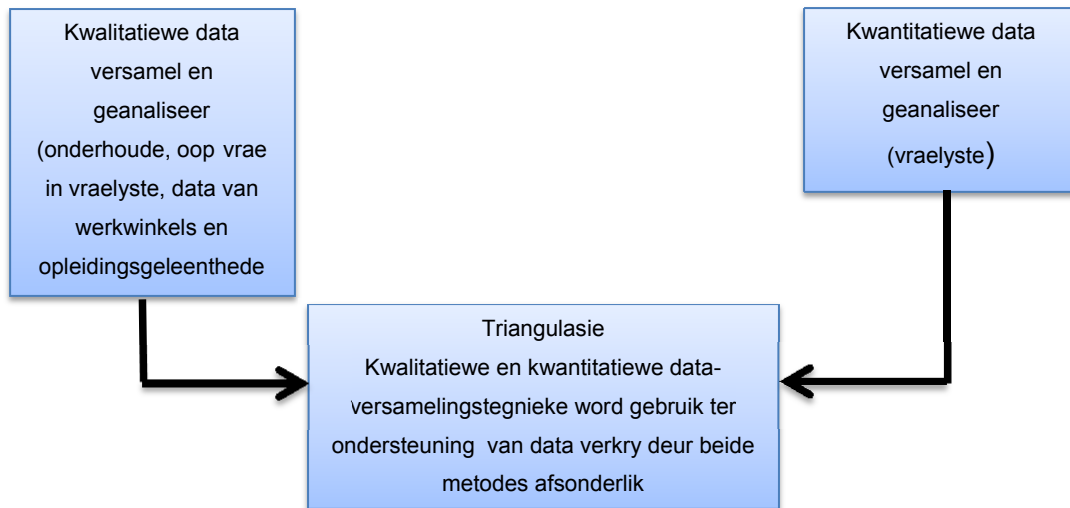 Kwalitatiewe data
versamel en
geanaliseer
(onderhoude, oop vrae
in vraelyste, data van
werkwinkels en
opleidingsgeleenthede
Kwantitatiewe data
versamel en
geanaliseer
(vraelyste)
Triangulasie
Kwalitatiewe en kwantitatiewe data-
versamelingstegnieke word gebruik ter
ondersteuning van data verkry deur beide
metodes afsonderlik